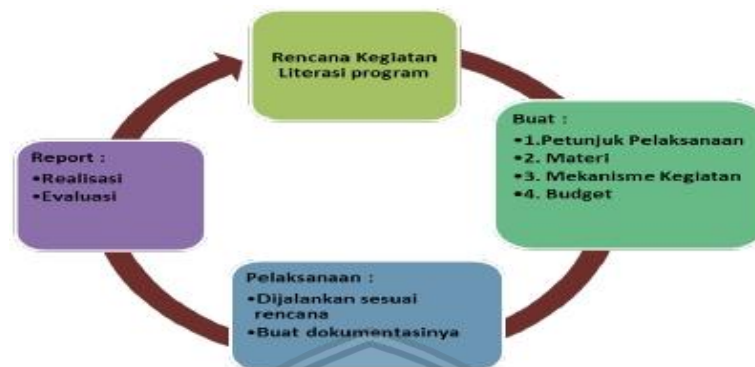 Rencana Kegiatan
Literasi program
Buat :
•1.Petunjuk Pelaksanaan
•2. Materi
•3. Mekanisme Kegiatan
•4. Budget
Pelaksanaan :
•Dijalankan sesuai
rencana
•Buat dokumentasinya
Report :
•Realisasi
•Evaluasi